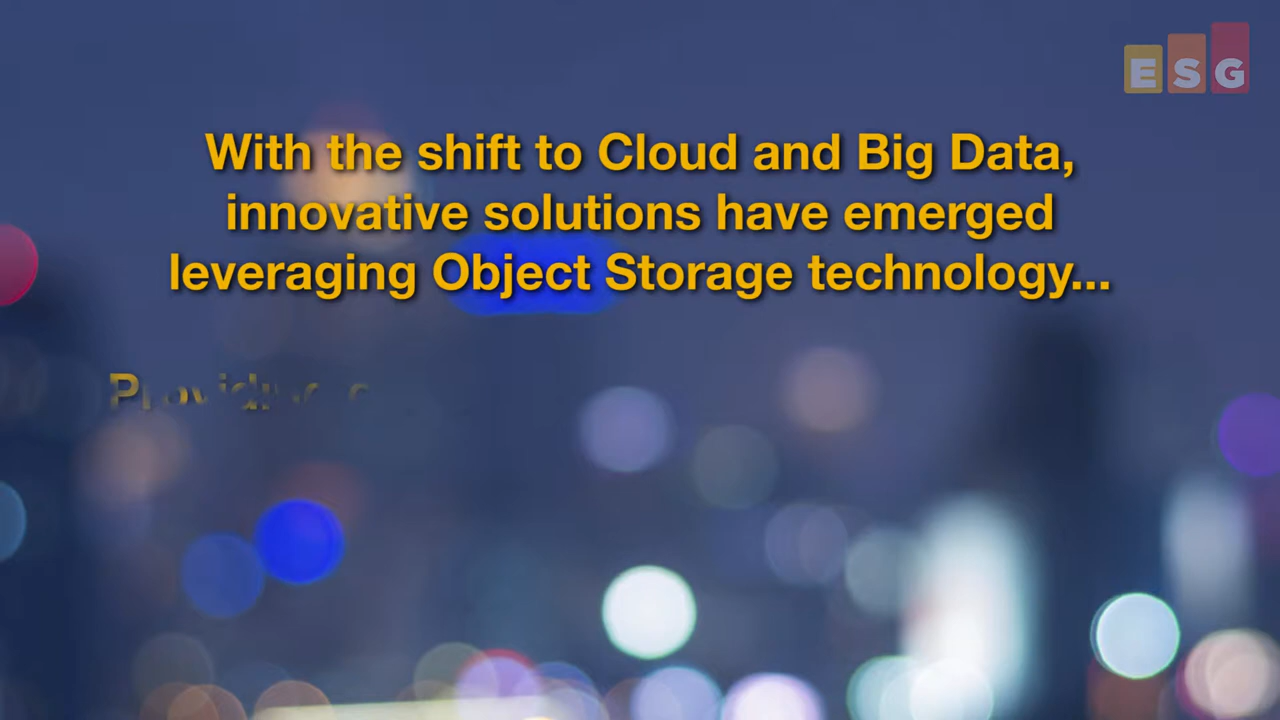 ESG
With the shift to Cloud and Big Data,
innovative solutions have emerged
leveraging Object Storage technology...